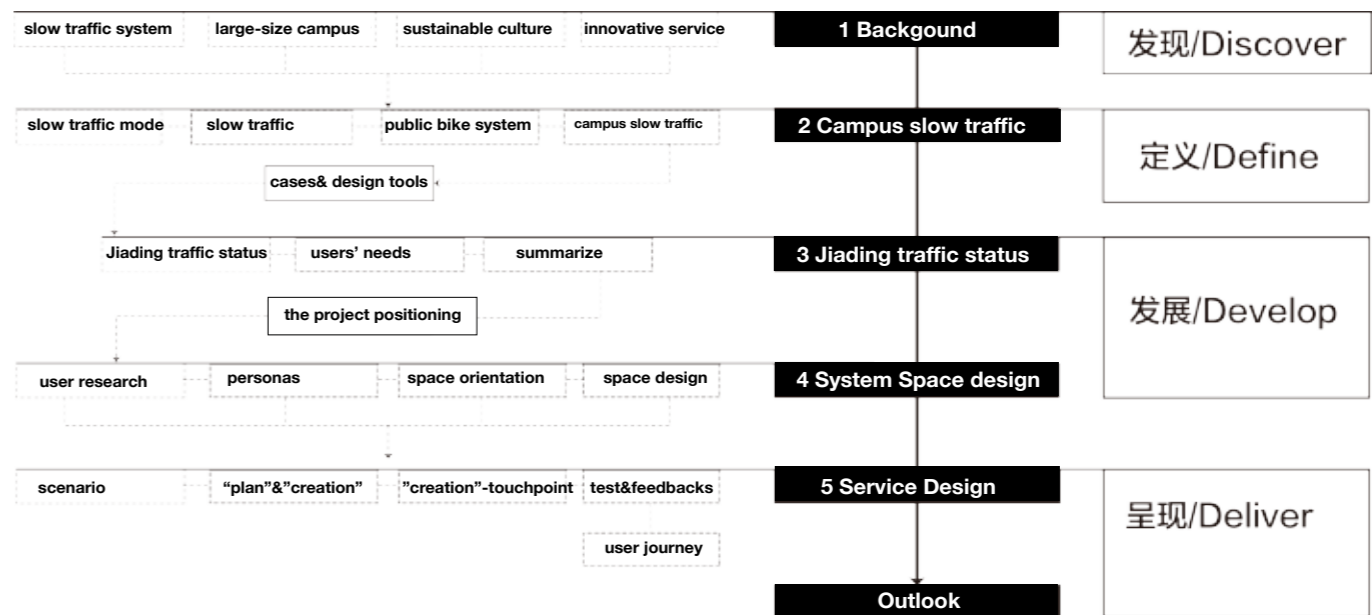 slow traffic system large-size campus sustainable culture innovative service 1 Backgound 发现/Discover
slow traffic mode slow traffic public bike system campus slow traffic 2 Campus slow traffic 定义/Define
cases& design tools
Jiading traffic status users’ needs summarize 3 Jiading traffic status
the project positioning 发展/Develop
user research personas space orientation space design 4 System Space design
scenario “plan”&”creation” ”creation”-touchpoint test&feedbacks 5 Service Design 呈现/Deliver
user journey
Outlook